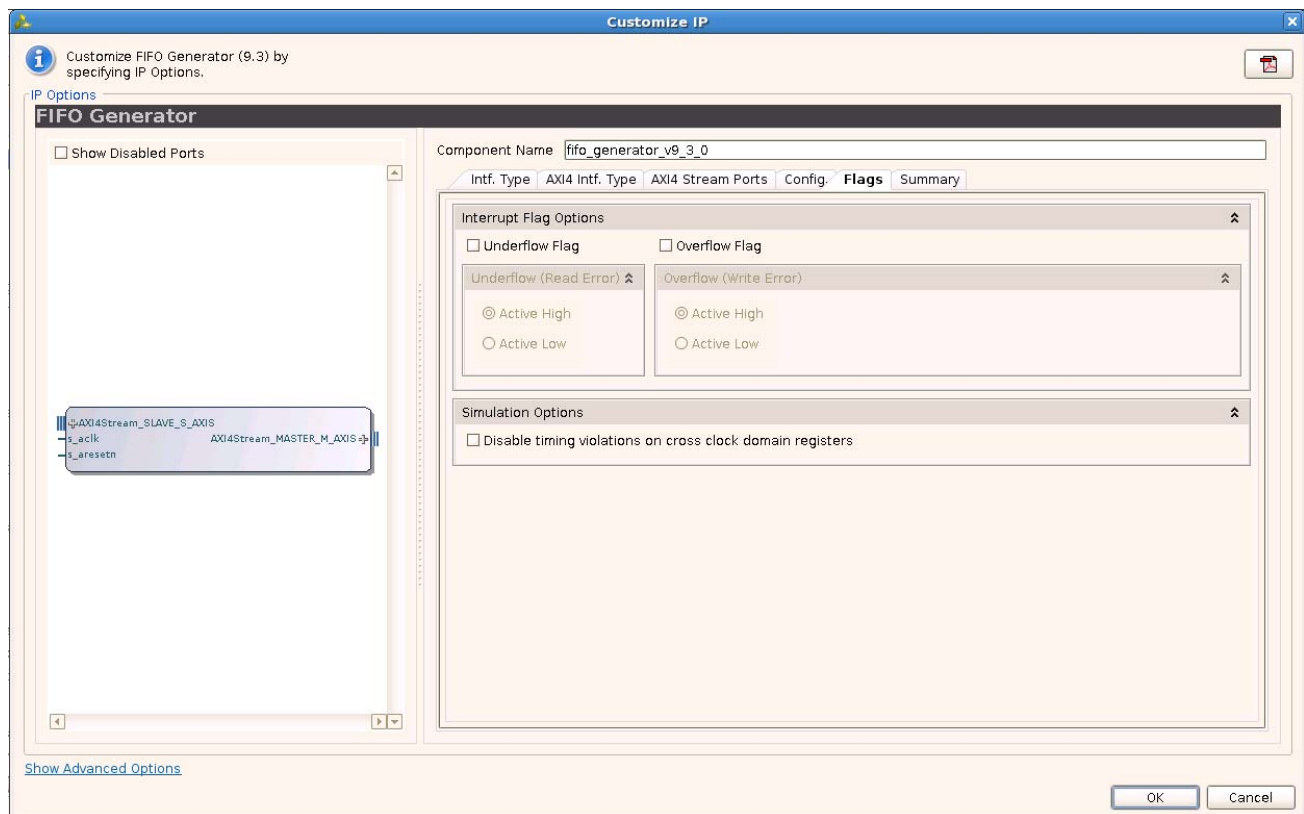 Customize IP
Customize FIFO Generator (9.3) by
specifying IP Options.
IP Options
FIFO Generator
Show Disabled Ports
Component Name fifo_generator_v9_3_0
Intf. Type AXI4 Intf. Type AXI4 Stream Ports Config. Flags Summary
Interrupt Flag Options
Underflow Flag Overflow Flag
Underflow (Read Error) Overflow (Write Error)
Active High Active High
Active Low Active Low
Simulation Options
Disable timing violations on cross clock domain registers
AXI4Stream_SLAVE_S_AXIS
s_aclk AXI4Stream_MASTER_M_AXIS
s_aresetn
Show Advanced Options
OK Cancel